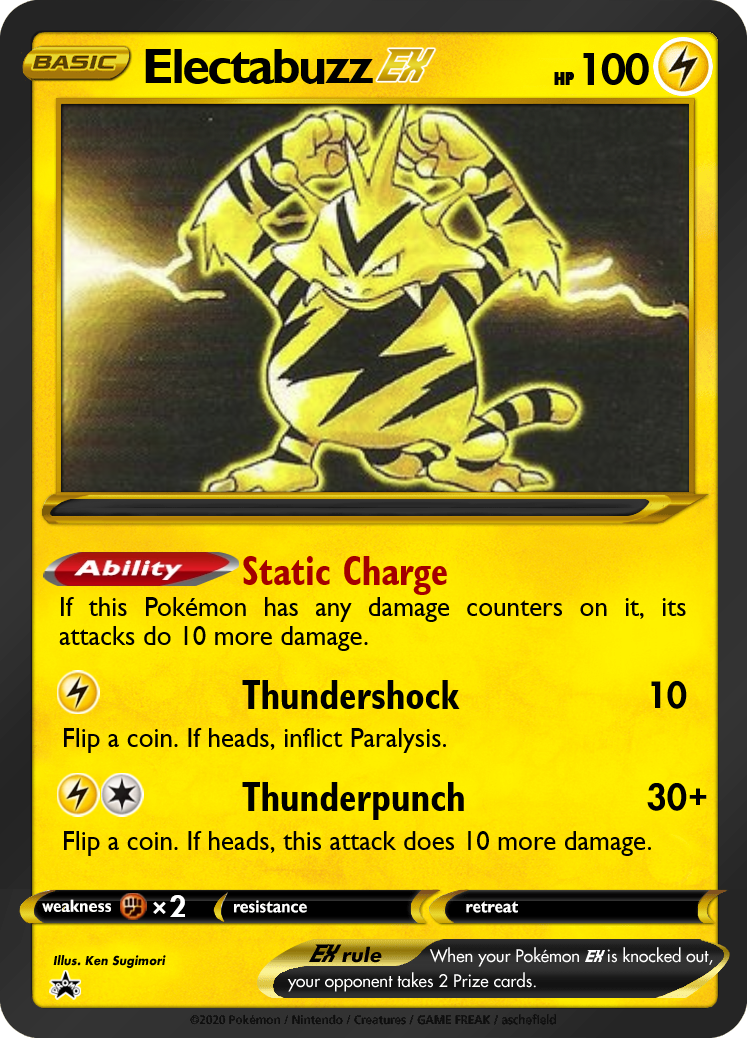 BASIC Electabuzz EX HP 100
Ability Static Charge
If this Pokémon has any damage counters on it, its
attacks do 10 more damage.
Thundershock 10
Flip a coin. If heads, inflict Paralysis.
Thunderpunch 30+
Flip a coin. If heads, this attack does 10 more damage.
weakness ×2 resistance retreat
Illus. Ken Sugimori
PROMO
EX rule When your Pokémon EX is knocked out,
your opponent takes 2 Prize cards.
©2020 Pokémon / Nintendo / Creatures / GAME FREAK / aschefield